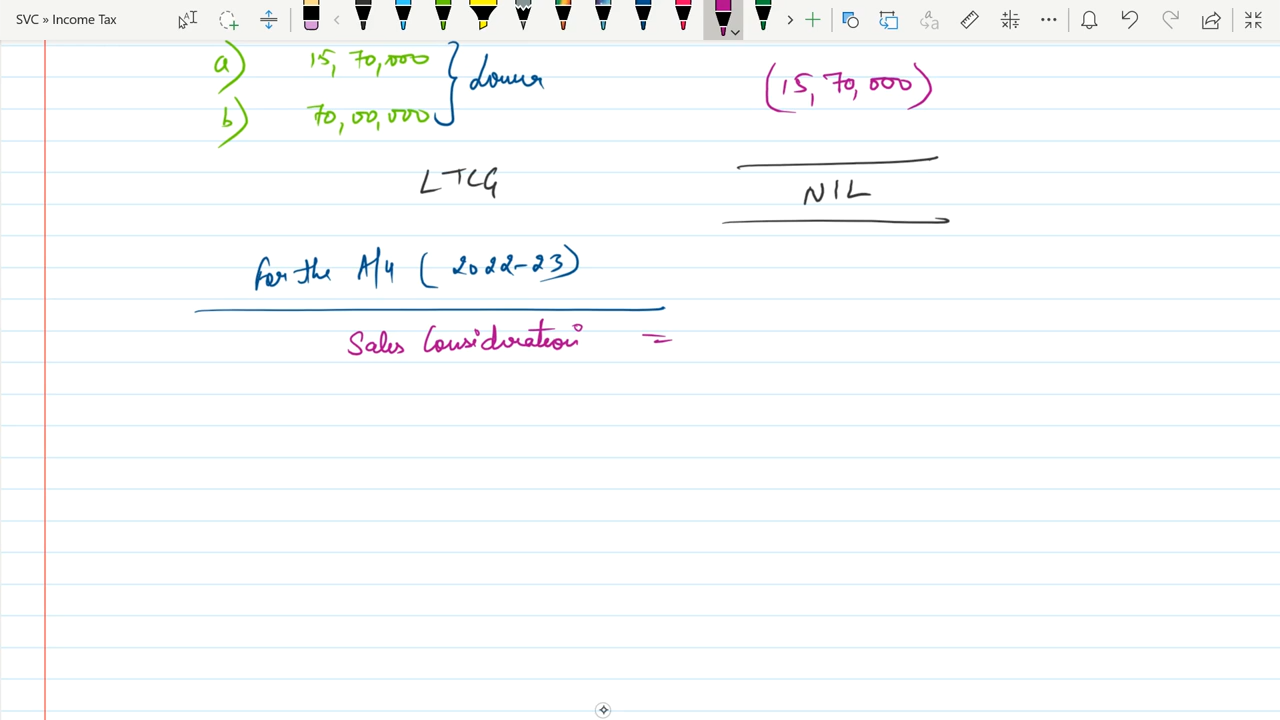 SVC » Income Tax
a) 15,70,000
b) 70,00,000
Lower
(15,70,000)
LTCG NIL
For the A/y (2022-23)
Sales Consideration =